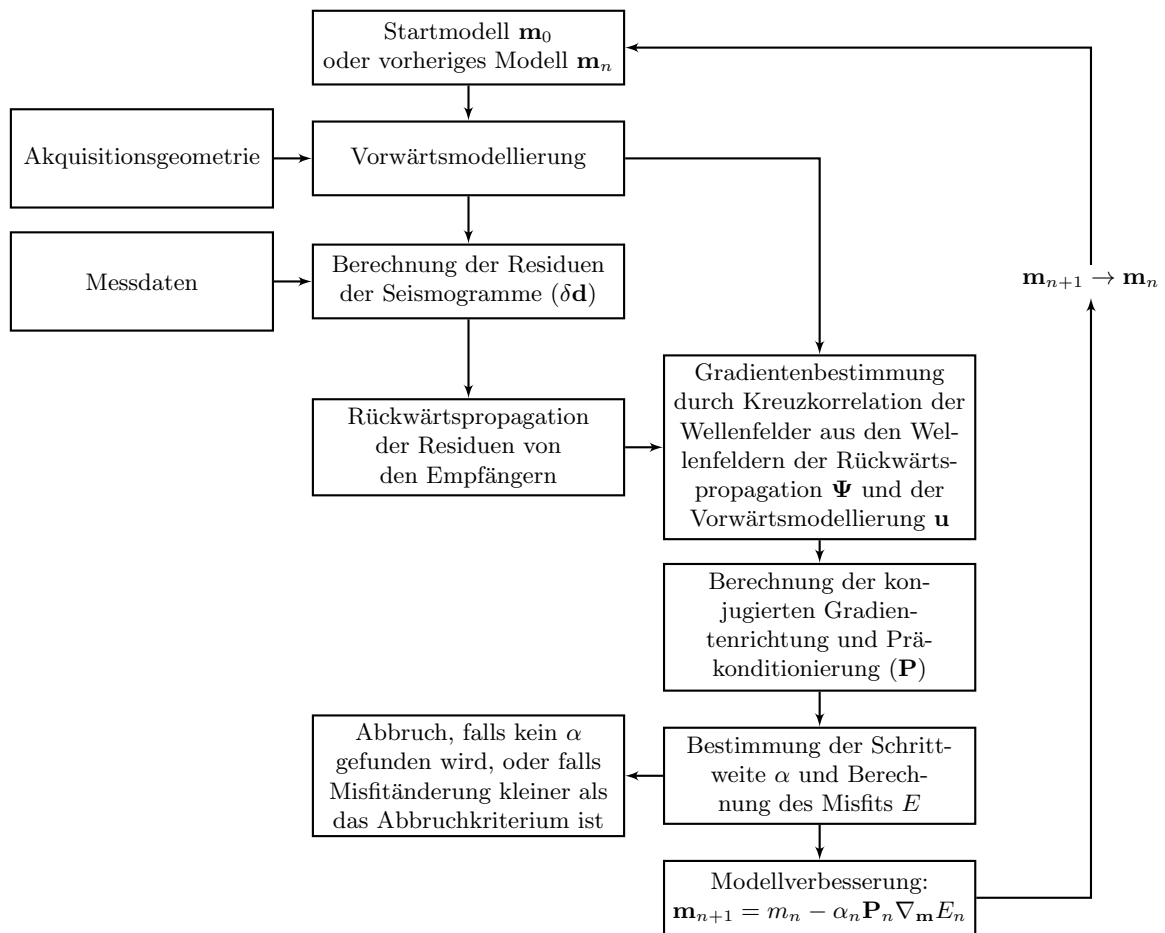 Startmodell m₀
oder vorheriges Modell mₙ
Akquisitionsgeometrie
Vorwärtsmodellierung
Messdaten
Berechnung der Residuen
der Seismogramme (δd)
mₙ₊₁ → mₙ
Rückwärtspropagation
der Residuen von
den Empfängern
Gradientenbestimmung
durch Kreuzkorrelation der
Wellenfelder aus den Wel-
lenfeldern der Rückwärts-
propagation Ψ und der
Vorwärtsmodellierung u
Berechnung der kon-
jugierten Gradien-
tenrichtung und Prä-
konditionierung (P)
Abbruch, falls kein α
gefunden wird, oder falls
Misfitänderung kleiner als
das Abbruchkriterium ist
Bestimmung der Schritt-
weite α und Berech-
nung des Misfits E
Modellverbesserung:
mₙ₊₁ = mₙ − αₙPₙ∇ₘEₙ